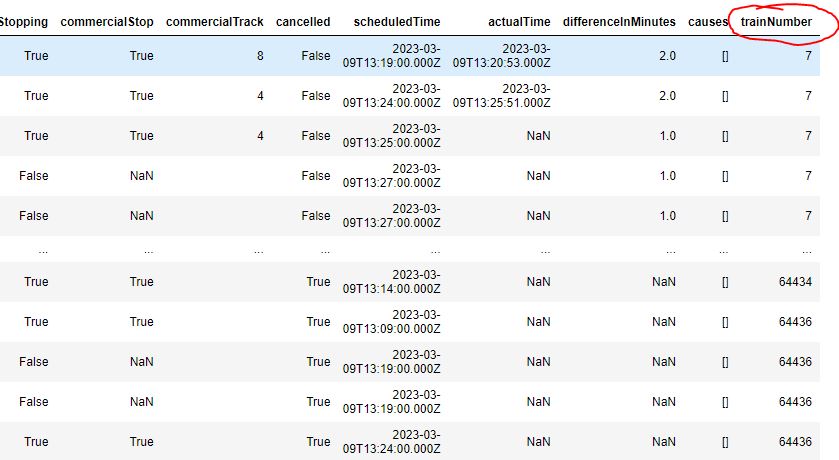 Stopping commercialStop commercialTrack cancelled scheduledTime actualTime differenceInMinutes causes trainNumber
True True 8 False 2023-03-09T13:19:00.000Z 2023-03-09T13:20:53.000Z 2.0 [] 7
True True 4 False 2023-03-09T13:24:00.000Z 2023-03-09T13:25:51.000Z 2.0 [] 7
True True 4 False 2023-03-09T13:25:00.000Z NaN 1.0 [] 7
False NaN False 2023-03-09T13:27:00.000Z NaN 1.0 [] 7
False NaN False 2023-03-09T13:27:00.000Z NaN 1.0 [] 7
... ... ... ... ... ... ... ... ...
True True True 2023-03-09T13:14:00.000Z NaN NaN [] 64434
True True True 2023-03-09T13:09:00.000Z NaN NaN [] 64436
False NaN True 2023-03-09T13:19:00.000Z NaN NaN [] 64436
False NaN True 2023-03-09T13:19:00.000Z NaN NaN [] 64436
True True True 2023-03-09T13:24:00.000Z NaN NaN [] 64436